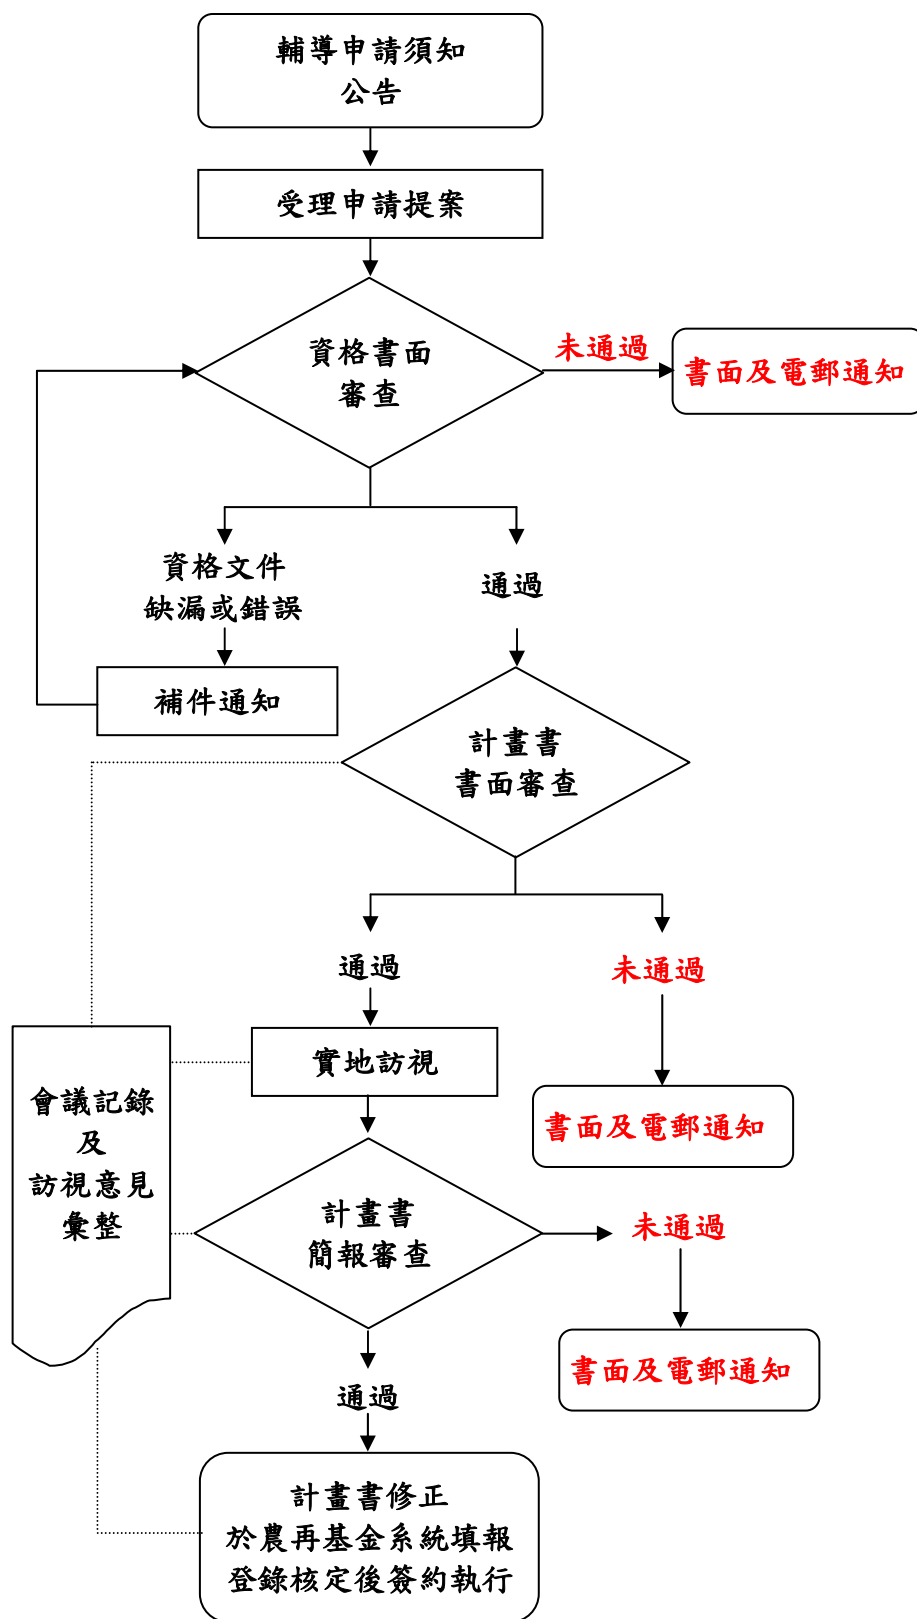 輔導申請須知
公告
受理申請提案
資格書面
審查
未通過
書面及電郵通知
資格文件
缺漏或錯誤
通過
補件通知
計畫書
書面審查
通過
未通過
實地訪視
書面及電郵通知
會議記錄
及
訪視意見
彙整
計畫書
簡報審查
未通過
書面及電郵通知
通過
計畫書修正
於農再基金系統填報
登錄核定後簽約執行